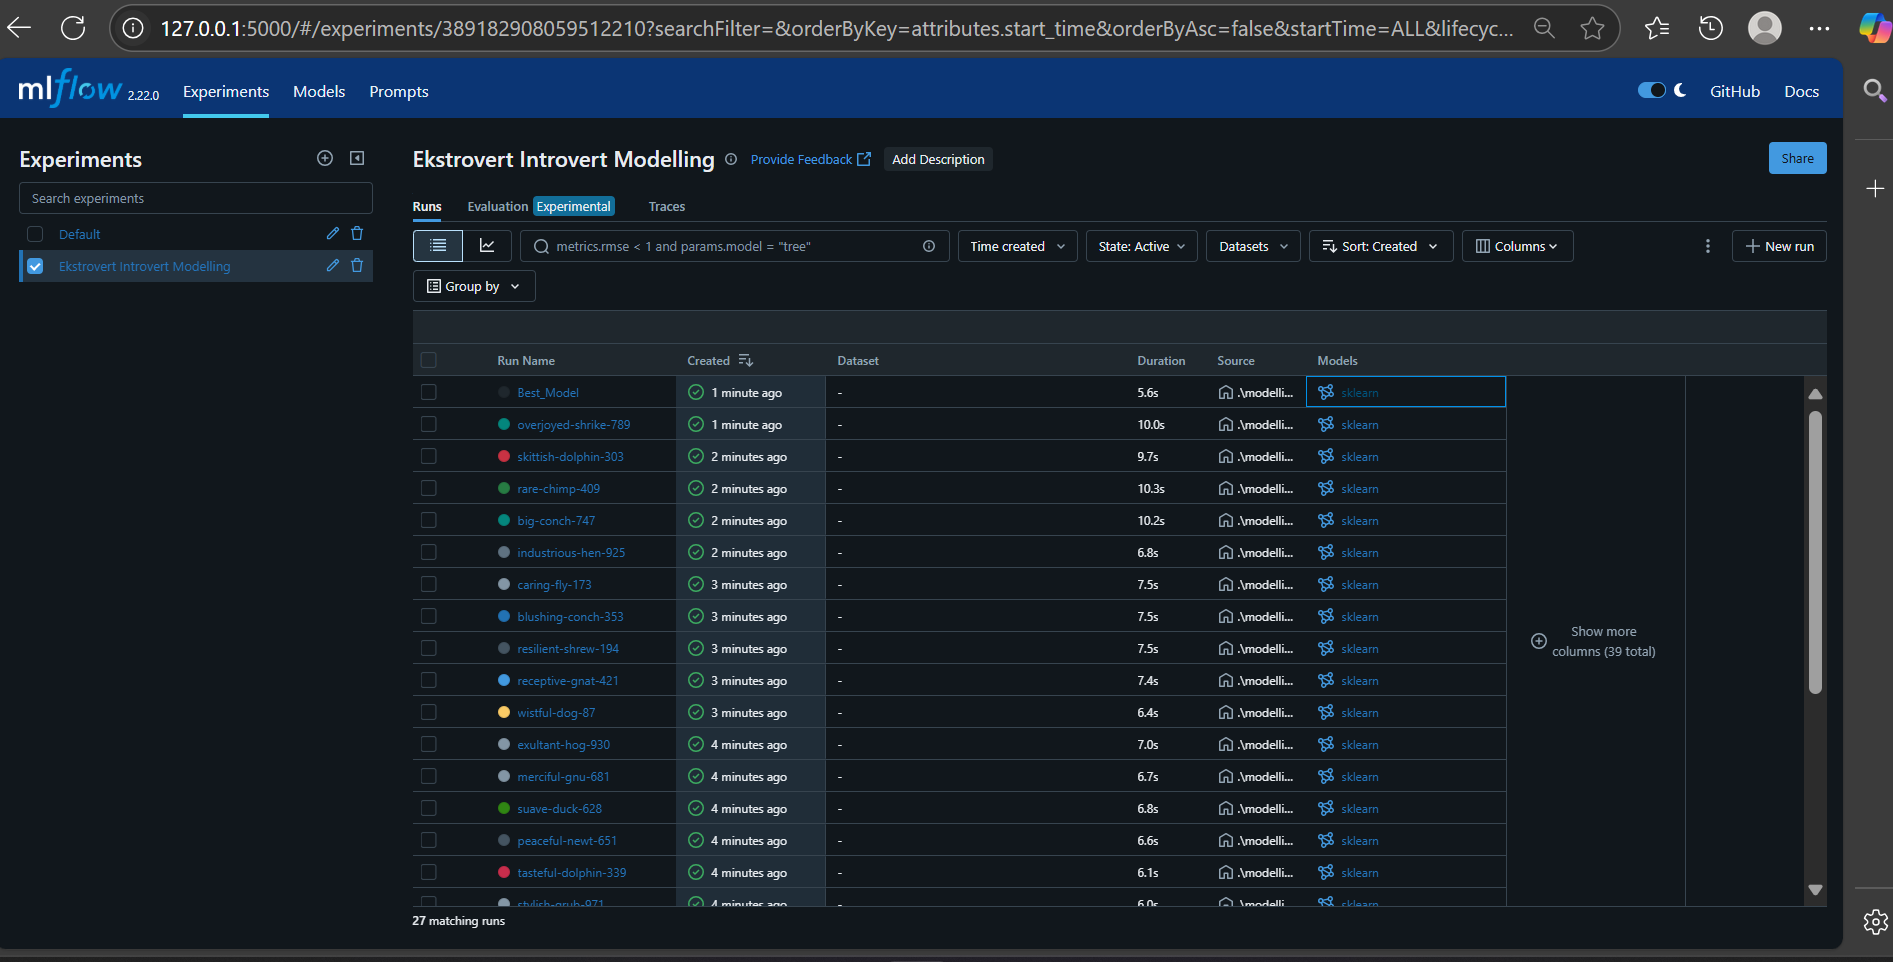 127.0.0.1:5000/#/experiments/389182908059512210?searchFilter=&orderByKey=attributes.start_time&orderByAsc=false&startTime=ALL&lifecyc...
mlflow 2.22.0 Experiments Models Prompts GitHub Docs
Experiments
Search experiments
Default
Ekstrovert Introvert Modelling
Ekstrovert Introvert Modelling Provide Feedback Add Description Share
Runs Evaluation Experimental Traces
metrics.rmse < 1 and params.model = "tree" Time created State: Active Datasets Sort: Created Columns New run
Group by
Run Name Created Dataset Duration Source Models
Best_Model 1 minute ago - 5.6s .\modelli... sklearn
overjoyed-shrike-789 1 minute ago - 10.0s .\modelli... sklearn
skittish-dolphin-303 2 minutes ago - 9.7s .\modelli... sklearn
rare-chimp-409 2 minutes ago - 10.3s .\modelli... sklearn
big-conch-747 2 minutes ago - 10.2s .\modelli... sklearn
industrious-hen-925 2 minutes ago - 6.8s .\modelli... sklearn
caring-fly-173 3 minutes ago - 7.5s .\modelli... sklearn
blushing-conch-353 3 minutes ago - 7.5s .\modelli... sklearn
resilient-shrew-194 3 minutes ago - 7.5s .\modelli... sklearn
receptive-gnat-421 3 minutes ago - 7.4s .\modelli... sklearn
wistful-dog-87 3 minutes ago - 6.4s .\modelli... sklearn
exultant-hog-930 4 minutes ago - 7.0s .\modelli... sklearn
merciful-gnu-681 4 minutes ago - 6.7s .\modelli... sklearn
suave-duck-628 4 minutes ago - 6.8s .\modelli... sklearn
peaceful-newt-651 4 minutes ago - 6.6s .\modelli... sklearn
tasteful-dolphin-339 4 minutes ago - 6.1s .\modelli... sklearn
stylish-grub-971 4 minutes ago - 6.0s .\modelli... sklearn
Show more
columns (39 total)
27 matching runs